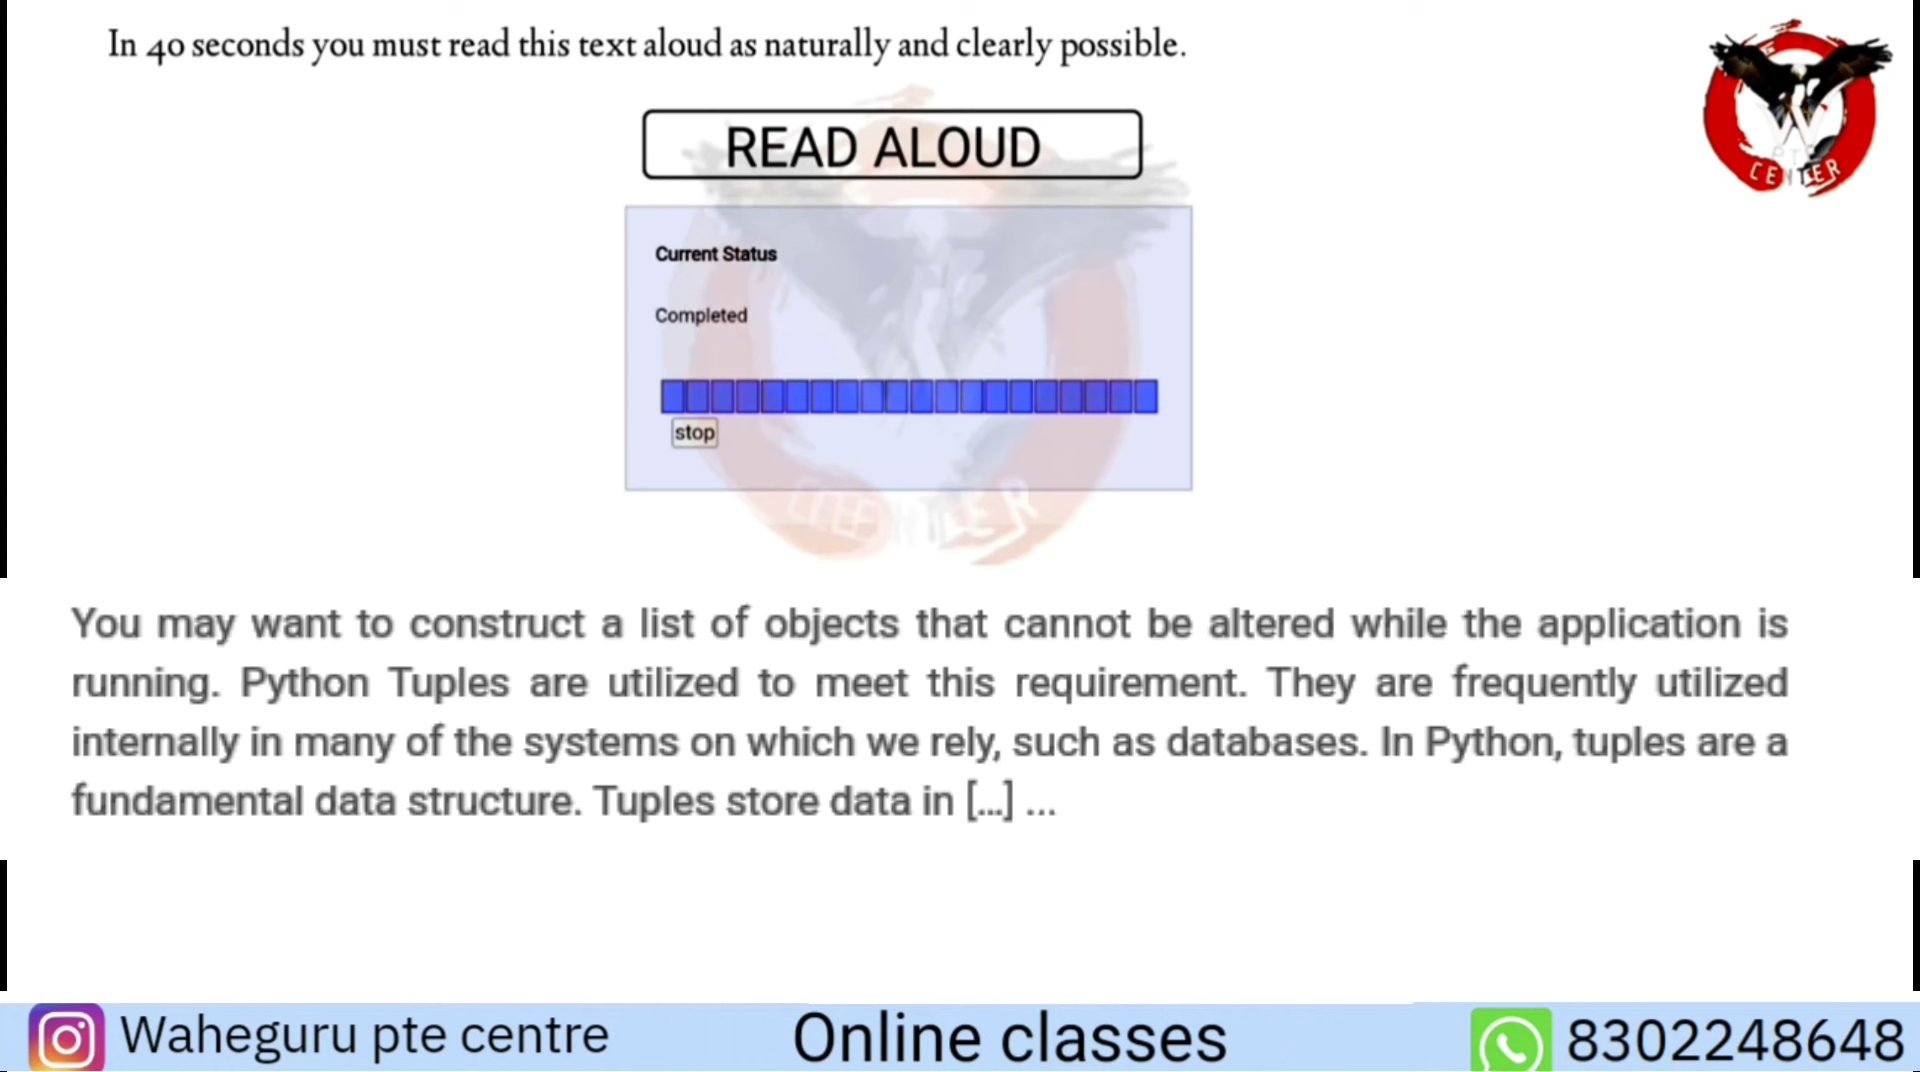 In 40 seconds you must read this text aloud as naturally and clearly possible.
READ ALOUD
CENTER
Current Status
Completed
stop
You may want to construct a list of objects that cannot be altered while the application is
running. Python Tuples are utilized to meet this requirement. They are frequently utilized
internally in many of the systems on which we rely, such as databases. In Python, tuples are a
fundamental data structure. Tuples store data in [...] ...
Waheguru pte centre
Online classes
8302248648